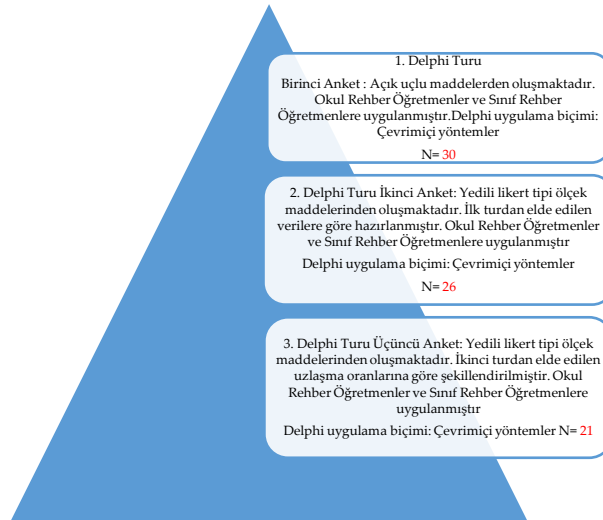 1. Delphi Turu
Birinci Anket : Açık uçlu maddelerden oluşmaktadır.
Okul Rehber Öğretmenler ve Sınıf Rehber
Öğretmenlere uygulanmıştır.Delphi uygulama biçimi:
Çevrimiçi yöntemler
N= 30
2. Delphi Turu İkinci Anket: Yedili likert tipi ölçek
maddelerinden oluşmaktadır. İlk turdan elde edilen
verilere göre hazırlanmıştır. Okul Rehber Öğretmenler
ve Sınıf Rehber Öğretmenlere uygulanmıştır
Delphi uygulama biçimi: Çevrimiçi yöntemler
N= 26
3. Delphi Turu Üçüncü Anket: Yedili likert tipi ölçek
maddelerinden oluşmaktadır. İkinci turdan elde edilen
uzlaşma oranlarına göre şekillendirilmiştir. Okul
Rehber Öğretmenler ve Sınıf Rehber Öğretmenlere
uygulanmıştır
Delphi uygulama biçimi: Çevrimiçi yöntemler N= 21